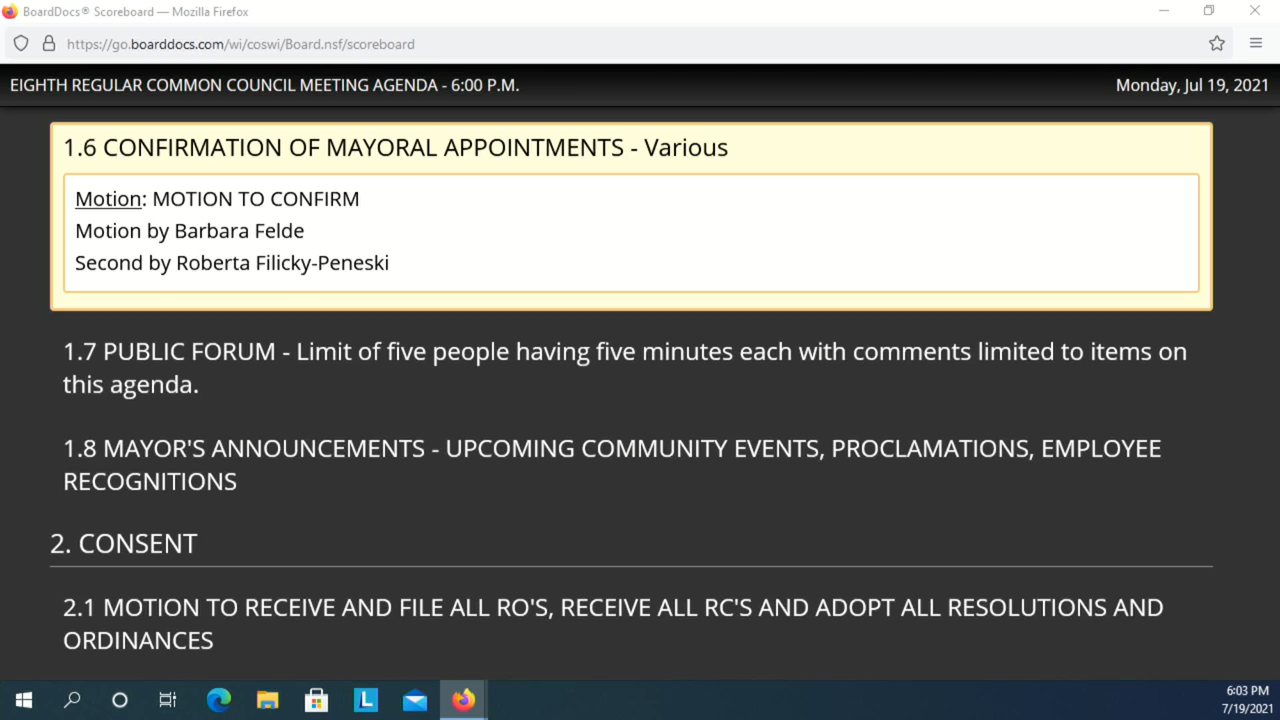 BoardDocs® Scoreboard — Mozilla Firefox
https://go.boarddocs.com/wi/coswi/Board.nsf/scoreboard
EIGHTH REGULAR COMMON COUNCIL MEETING AGENDA - 6:00 P.M.
Monday, Jul 19, 2021
1.6 CONFIRMATION OF MAYORAL APPOINTMENTS - Various
Motion: MOTION TO CONFIRM
Motion by Barbara Felde
Second by Roberta Filicky-Peneski
1.7 PUBLIC FORUM - Limit of five people having five minutes each with comments limited to items on
this agenda.
1.8 MAYOR'S ANNOUNCEMENTS - UPCOMING COMMUNITY EVENTS, PROCLAMATIONS, EMPLOYEE
RECOGNITIONS
2. CONSENT
2.1 MOTION TO RECEIVE AND FILE ALL RO'S, RECEIVE ALL RC'S AND ADOPT ALL RESOLUTIONS AND
ORDINANCES
L
6:03 PM
7/19/2021